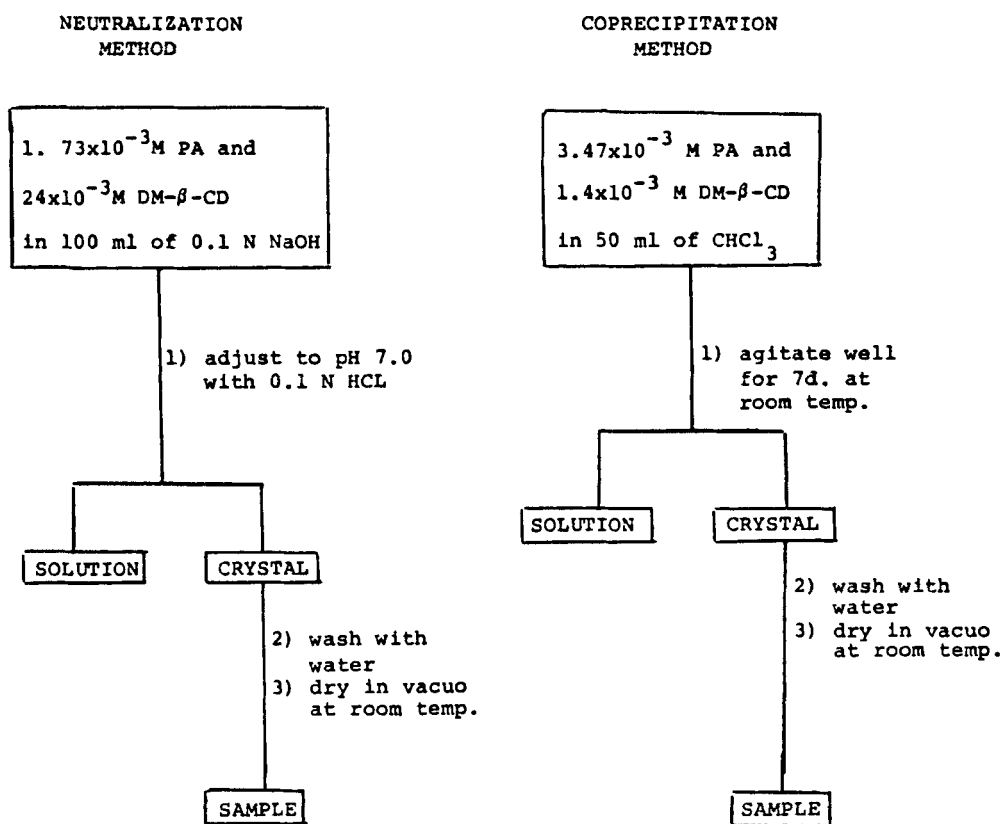 NEUTRALIZATION
METHOD
1. 73x10⁻³M PA and
24x10⁻³M DM-β-CD
in 100 ml of 0.1 N NaOH
1) adjust to pH 7.0
with 0.1 N HCL
SOLUTION
CRYSTAL
2) wash with
water
3) dry in vacuo
at room temp.
SAMPLE
COPRECIPITATION
METHOD
3.47x10⁻³ M PA and
1.4x10⁻³ M DM-β-CD
in 50 ml of CHCl₃
1) agitate well
for 7d. at
room temp.
SOLUTION
CRYSTAL
2) wash with
water
3) dry in vacuo
at room temp.
SAMPLE